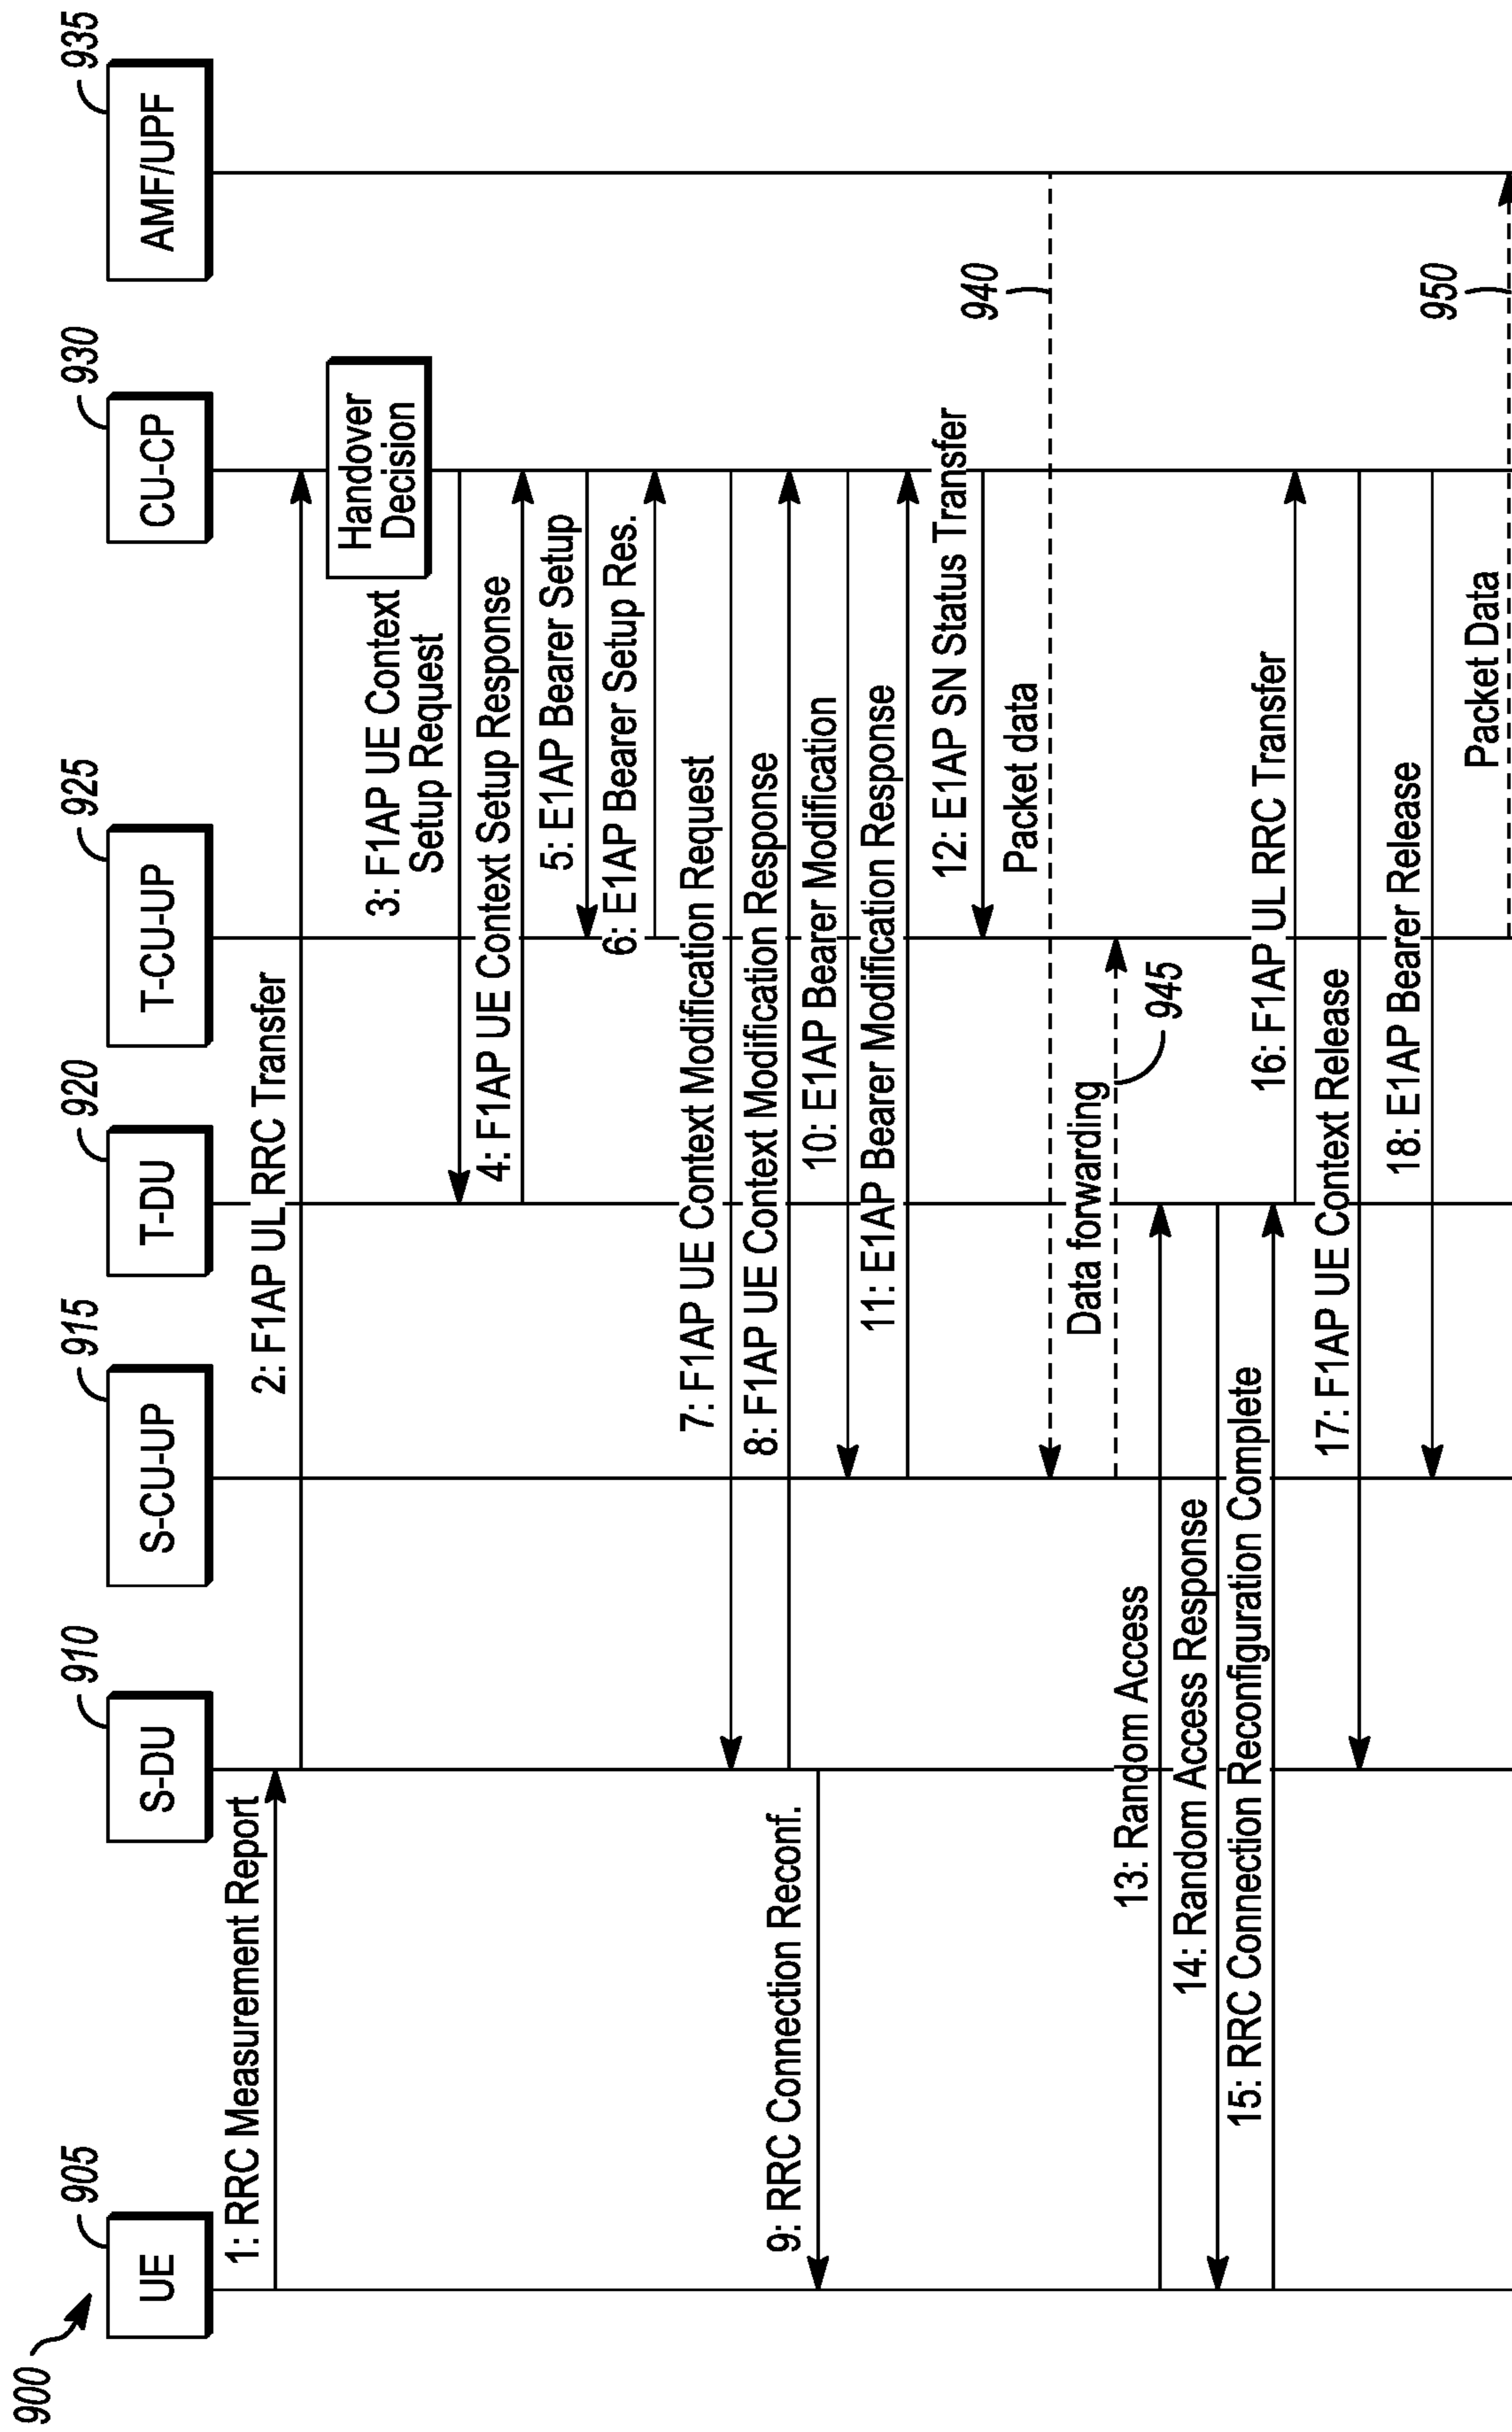 900
905
910
915
920
925
930
935
UE
S-DU
S-CU-UP
T-DU
T-CU-UP
CU-CP
AMF/UPF
1: RRC Measurement Report
2: F1AP UL RRC Transfer
Handover
Decision
3: F1AP UE Context
Setup Request
4: F1AP UE Context Setup Response
5: E1AP Bearer Setup
6: E1AP Bearer Setup Res.
7: F1AP UE Context Modification Request
8: F1AP UE Context Modification Response
9: RRC Connection Reconf.
10: E1AP Bearer Modification
11: E1AP Bearer Modification Response
12: E1AP SN Status Transfer
940
Packet data
Data forwarding
945
13: Random Access
14: Random Access Response
15: RRC Connection Reconfiguration Complete
16: F1AP UL RRC Transfer
17: F1AP UE Context Release
18: E1AP Bearer Release
950
Packet Data